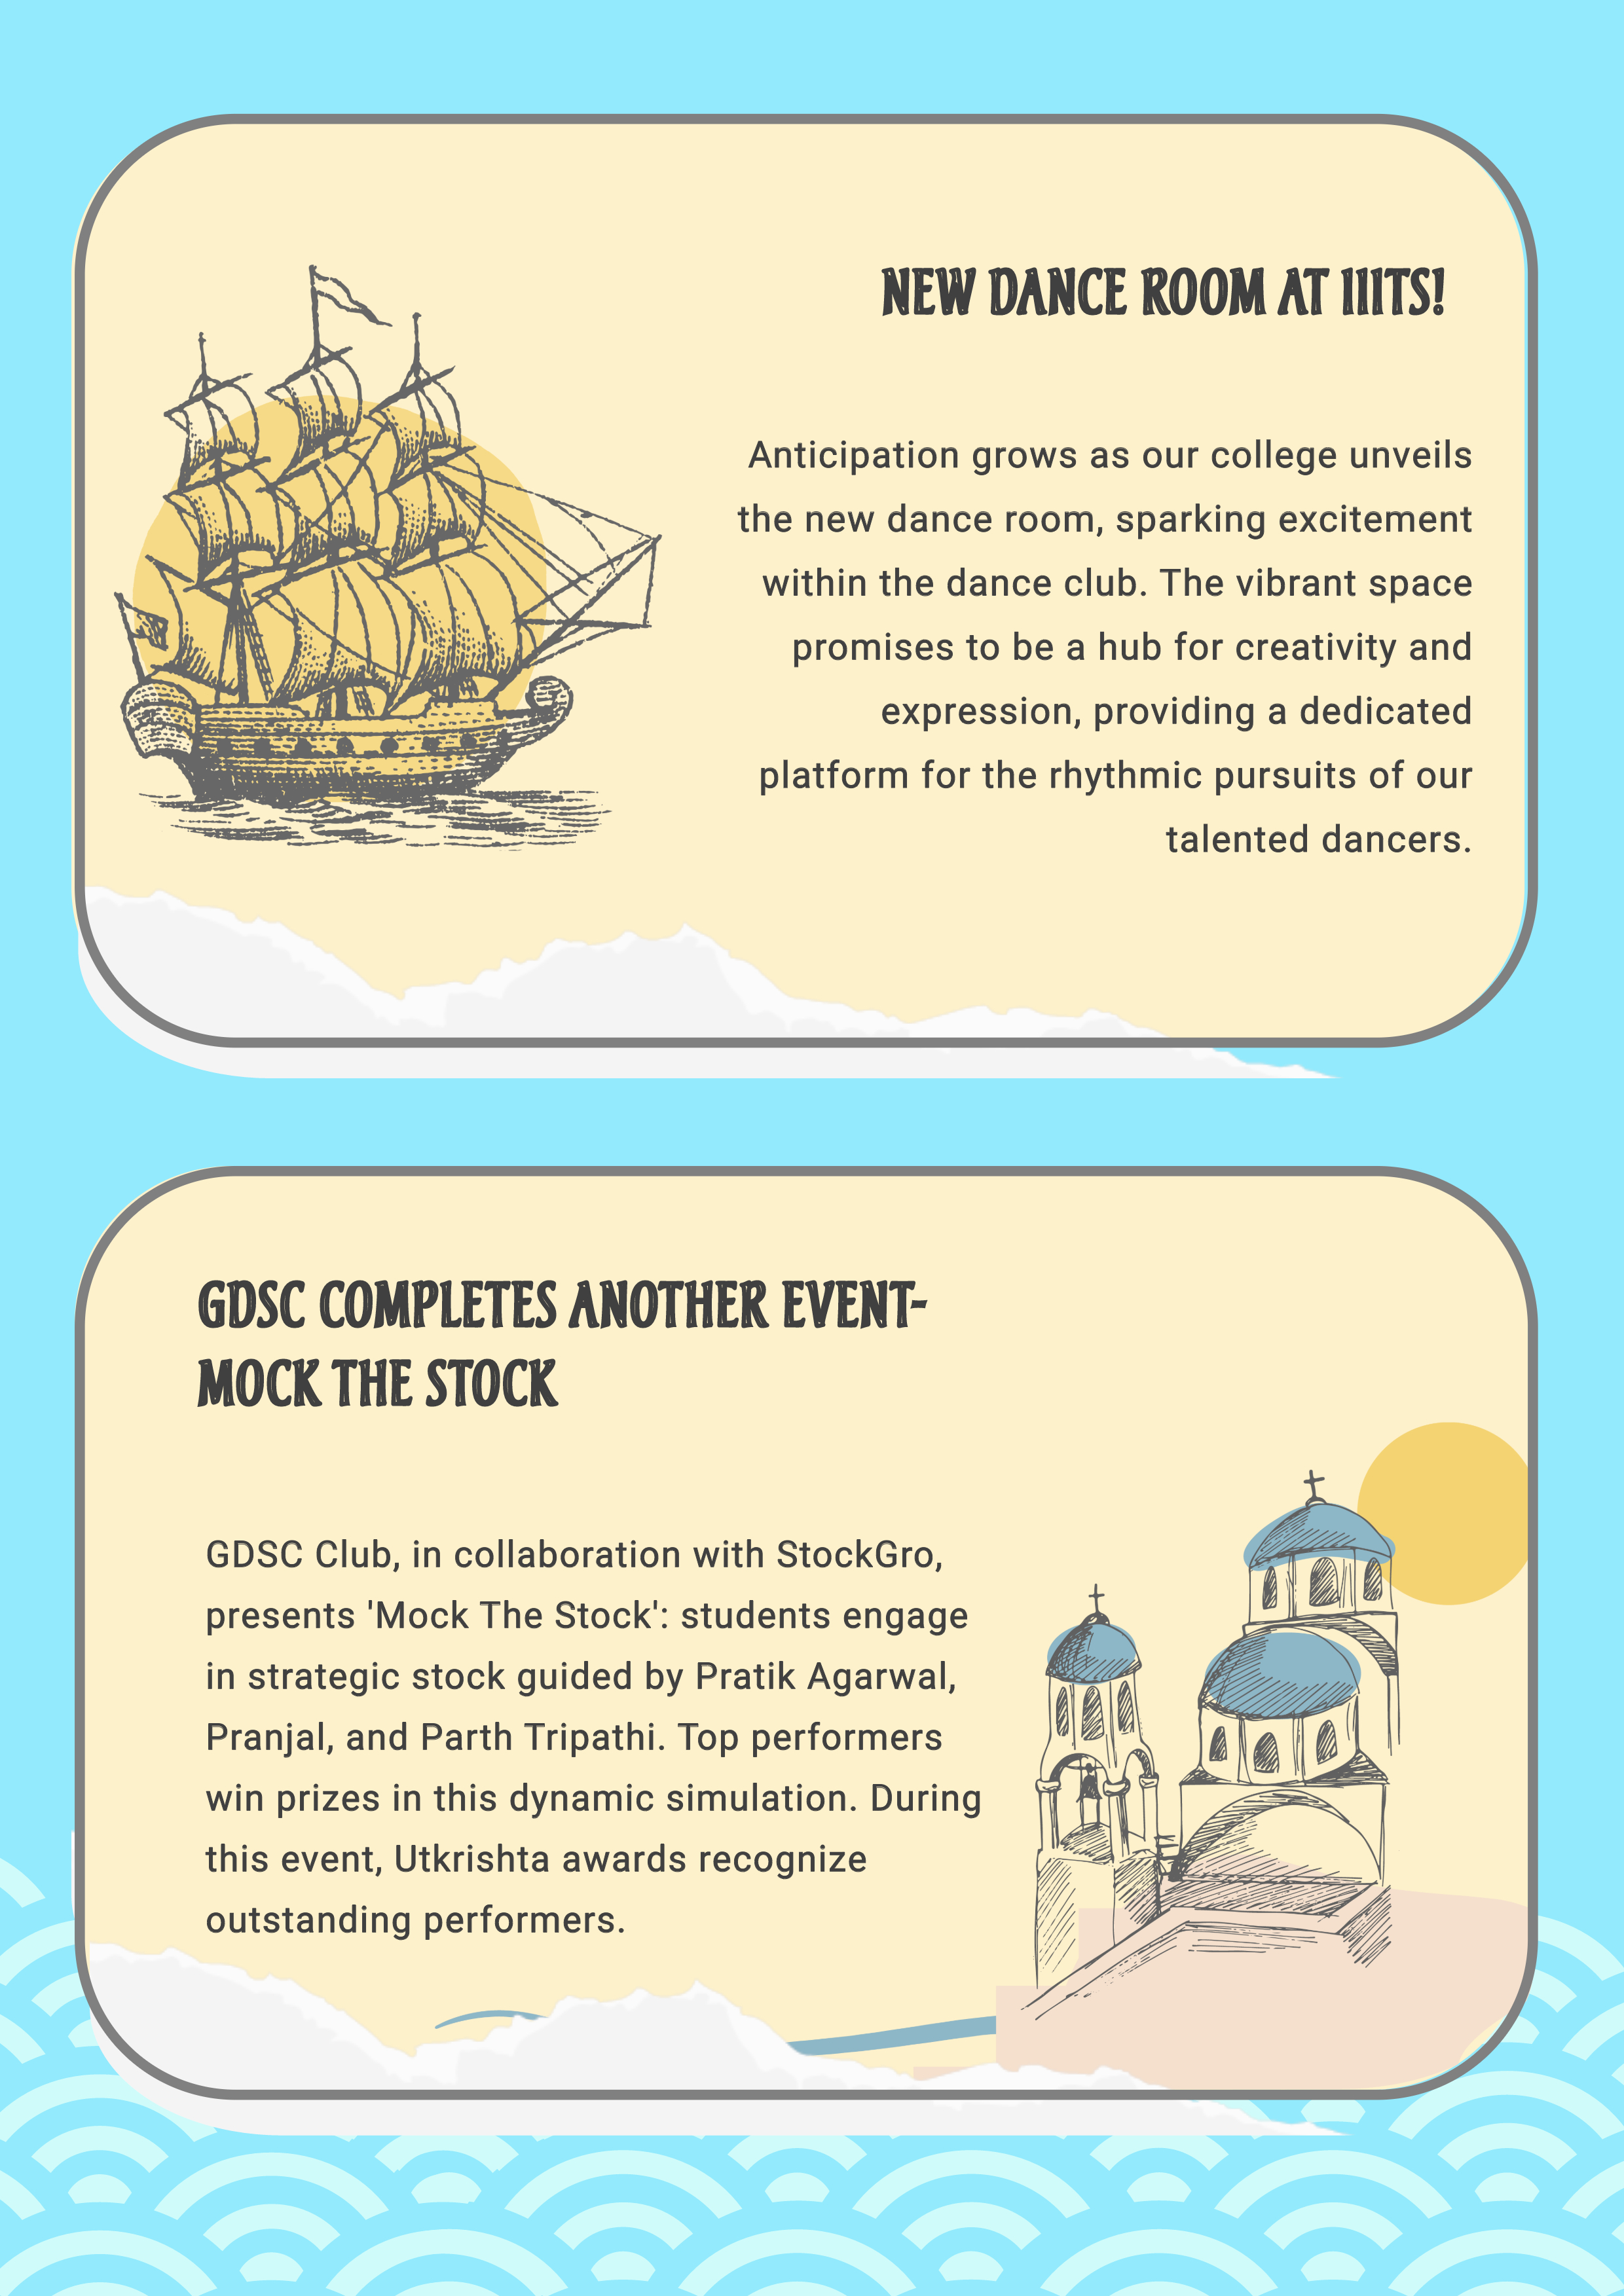 NEW DANCE ROOM AT IIITS!
Anticipation grows as our college unveils
the new dance room, sparking excitement
within the dance club. The vibrant space
promises to be a hub for creativity and
expression, providing a dedicated
platform for the rhythmic pursuits of our
talented dancers.
GDSC COMPLETES ANOTHER EVENT-
MOCK THE STOCK
GDSC Club, in collaboration with StockGro,
presents 'Mock The Stock': students engage
in strategic stock guided by Pratik Agarwal,
Pranjal, and Parth Tripathi. Top performers
win prizes in this dynamic simulation. During
this event, Utkrishta awards recognize
outstanding performers.